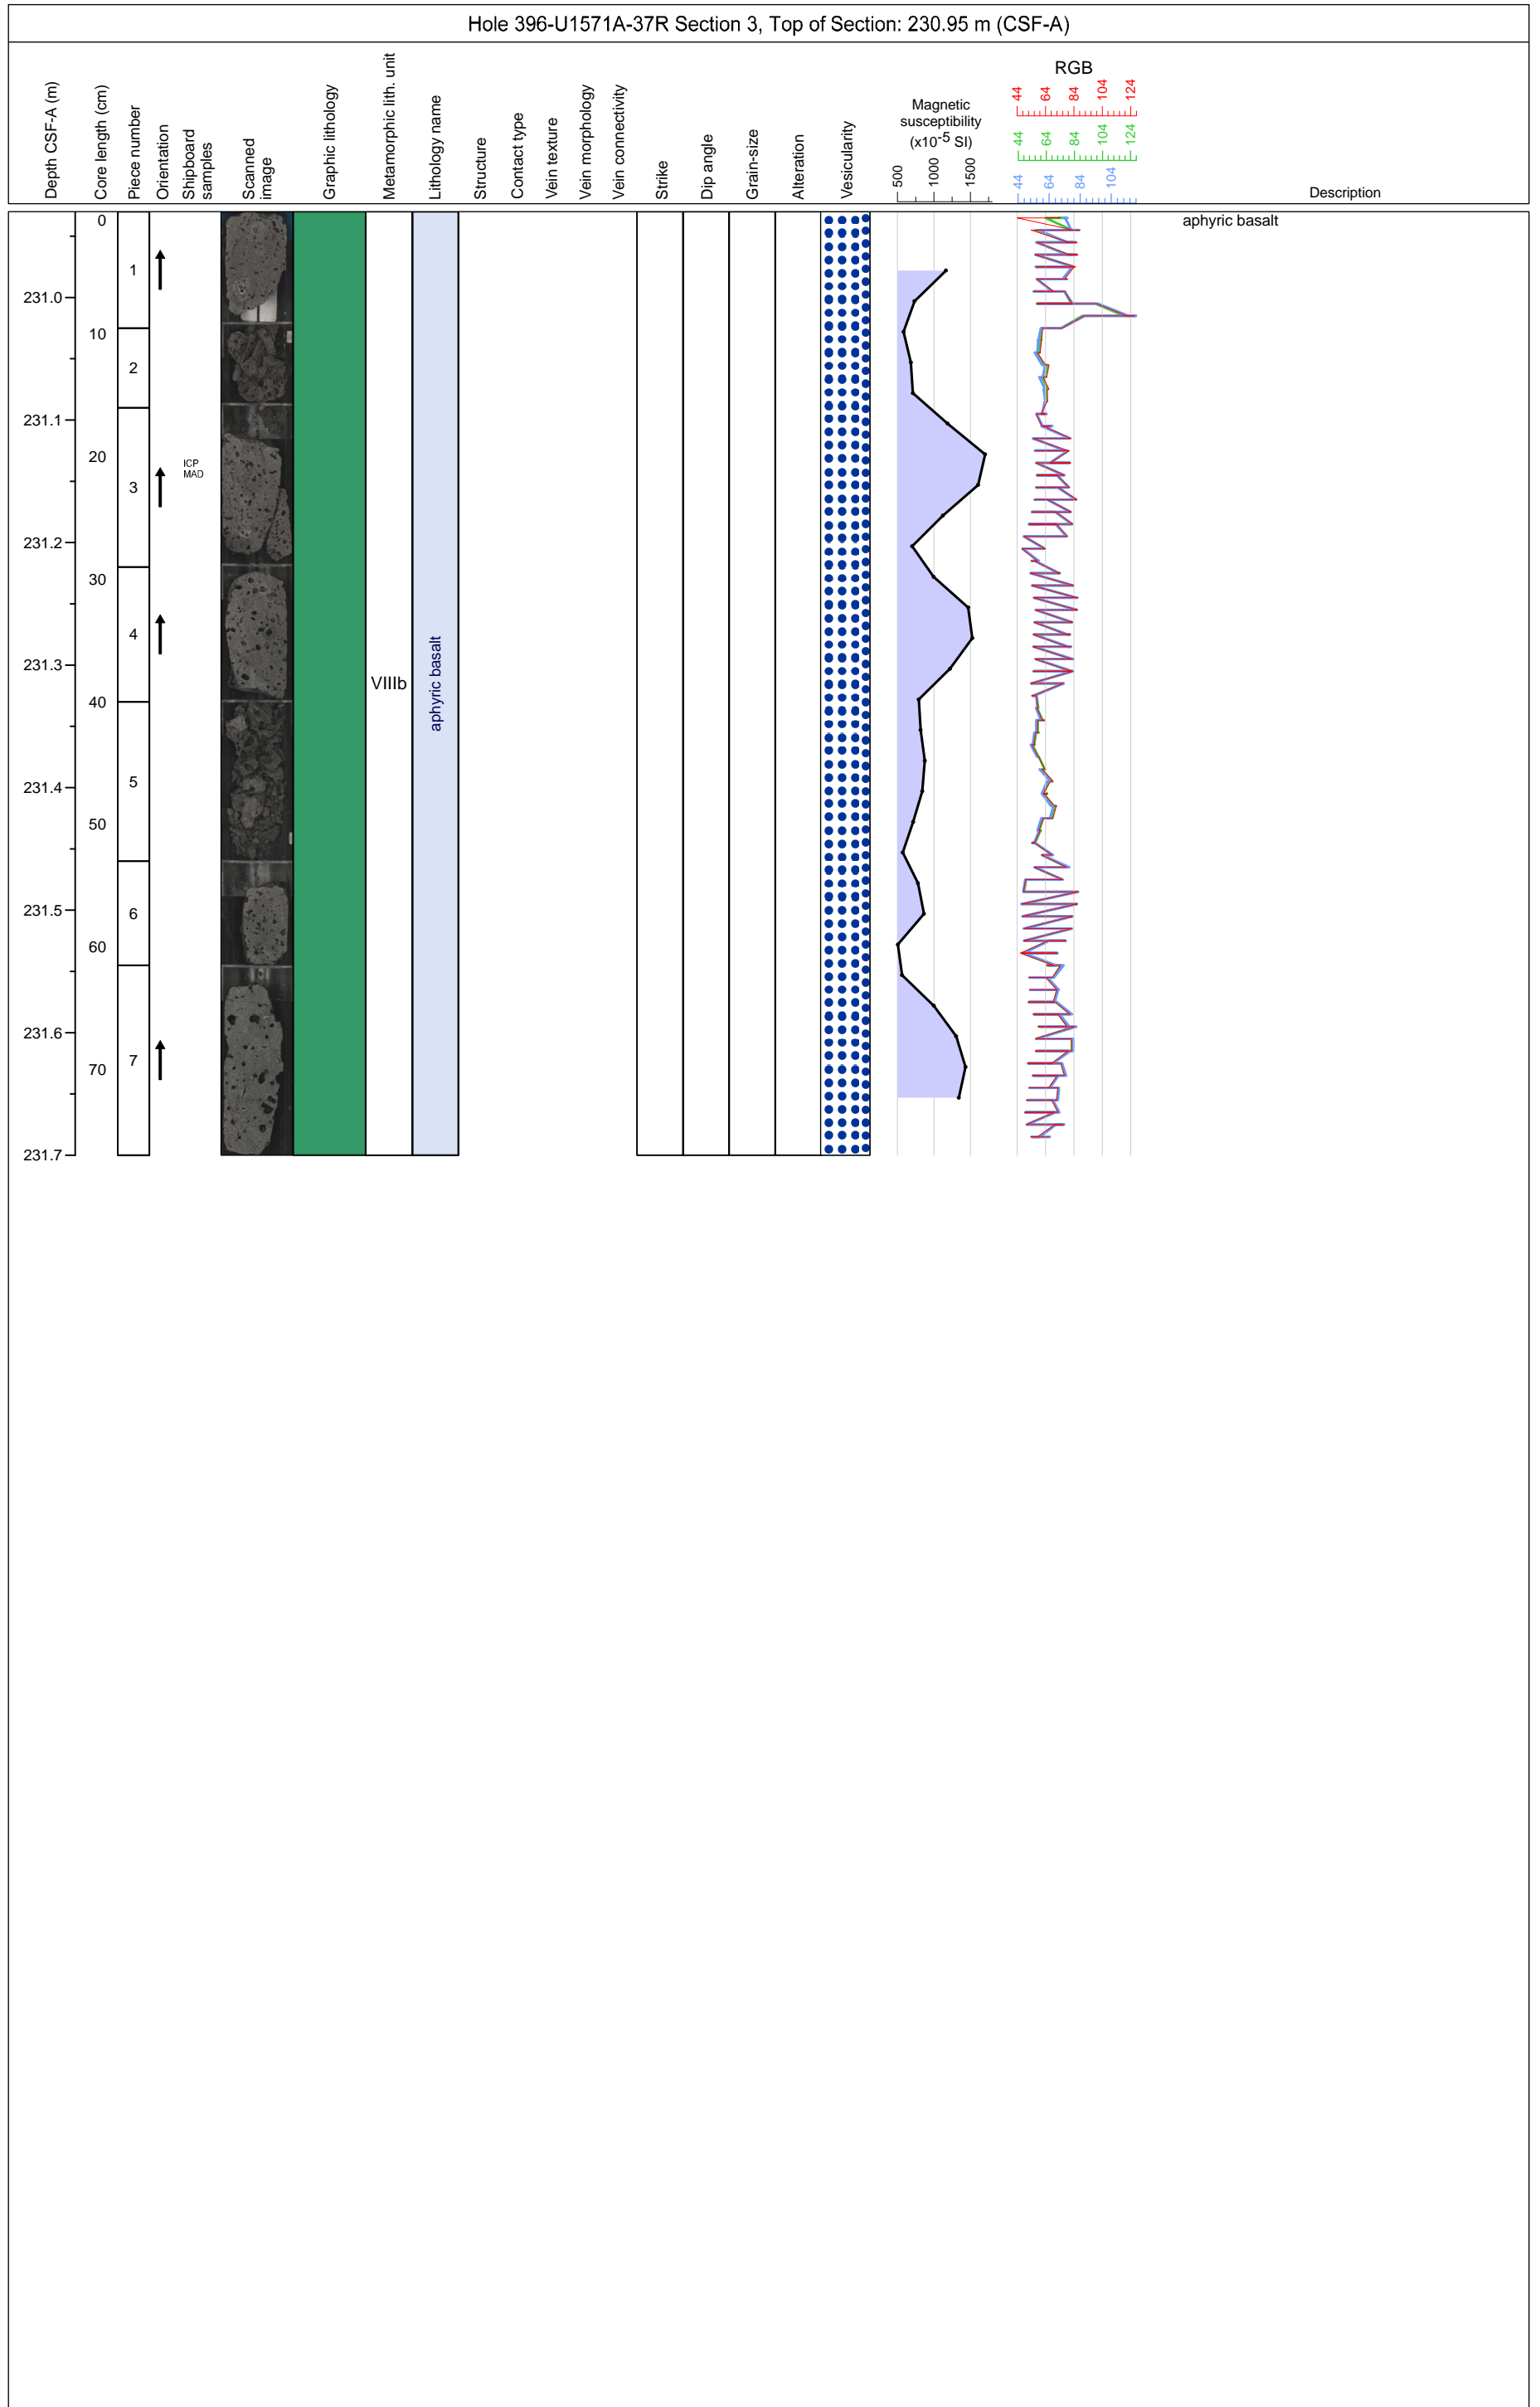 Hole 396-U1571A-37R Section 3, Top of Section: 230.95 m (CSF-A)
Depth CSF-A (m)
Core length (cm)
Piece number
Orientation
Shipboard
samples
Scanned
image
Graphic lithology
Metamorphic lith. unit
Lithology name
Structure
Contact type
Vein texture
Vein morphology
Vein connectivity
Strike
Dip angle
Grain-size
Alteration
Vesicularity
Magnetic
susceptibility
(x10-5 SI)
500 1000 1500
RGB
44 64 84 104 124
44 64 84 104 124
44 64 84 104
Description
0
aphyric basalt
1
231.0
10
2
231.1
20
ICP
MAD
3
231.2
30
4
231.3
VIIIb
aphyric basalt
40
5
231.4
50
231.5
6
60
231.6
7
70
231.7